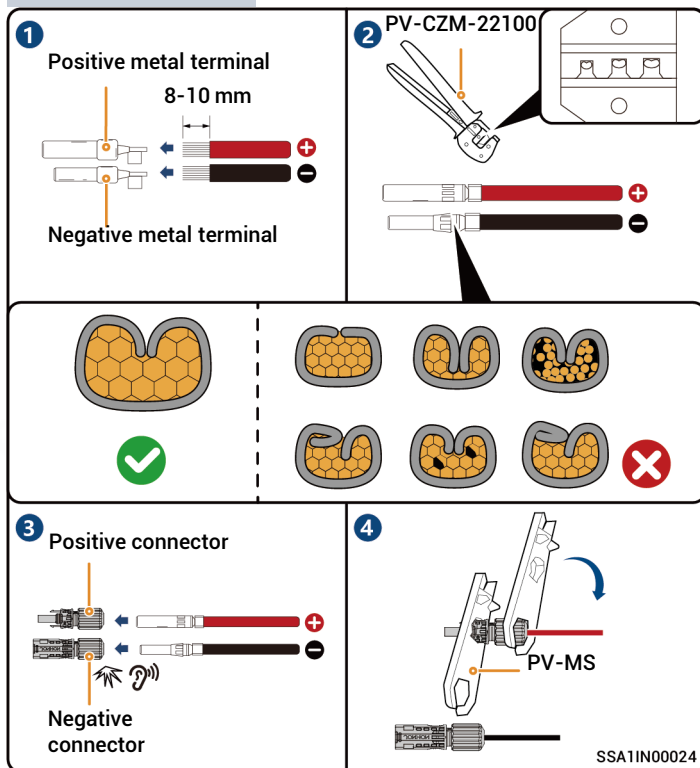 1
Positive metal terminal
8-10 mm
+
−
Negative metal terminal
2
PV-CZM-22100
+
−
3
Positive connector
+
−
Negative
connector
4
PV-MS
SSA1IN00024